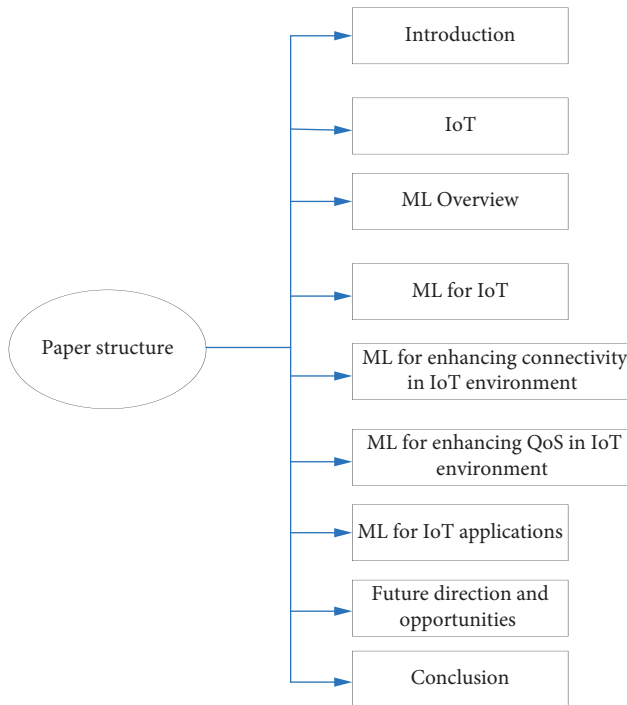 Introduction
IoT
ML Overview
ML for IoT
Paper structure
ML for enhancing connectivity
in IoT environment
ML for enhancing QoS in IoT
environment
ML for IoT applications
Future direction and
opportunities
Conclusion